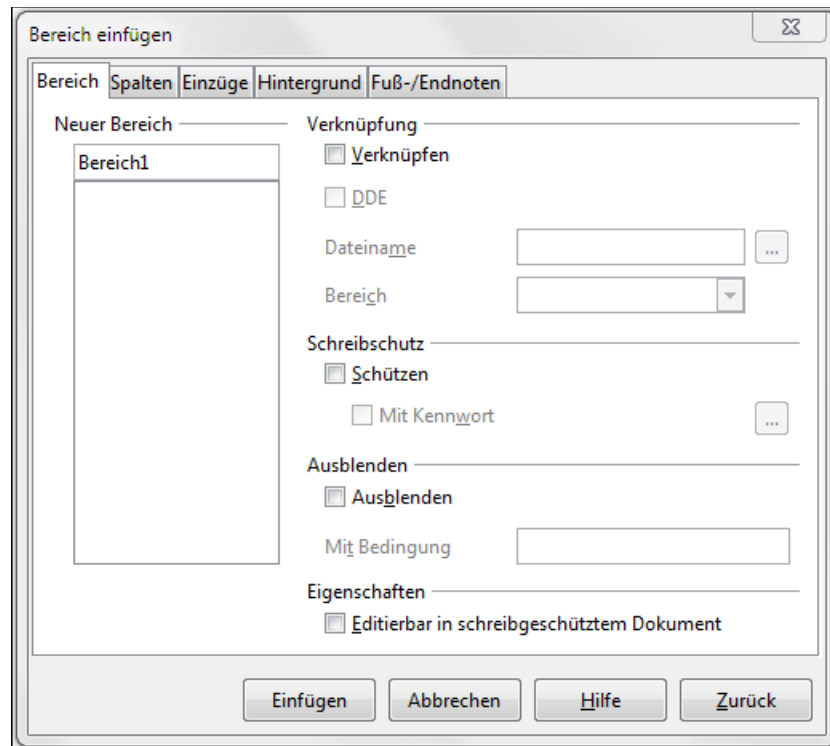 Bereich einfügen
Bereich Spalten Einzüge Hintergrund Fuß-/Endnoten
Neuer Bereich
Bereich1
Verknüpfung
Verknüpfen
DDE
Dateiname ...
Bereich
Schreibschutz
Schützen
Mit Kennwort ...
Ausblenden
Ausblenden
Mit Bedingung
Eigenschaften
Editierbar in schreibgeschütztem Dokument
Einfügen Abbrechen Hilfe Zurück